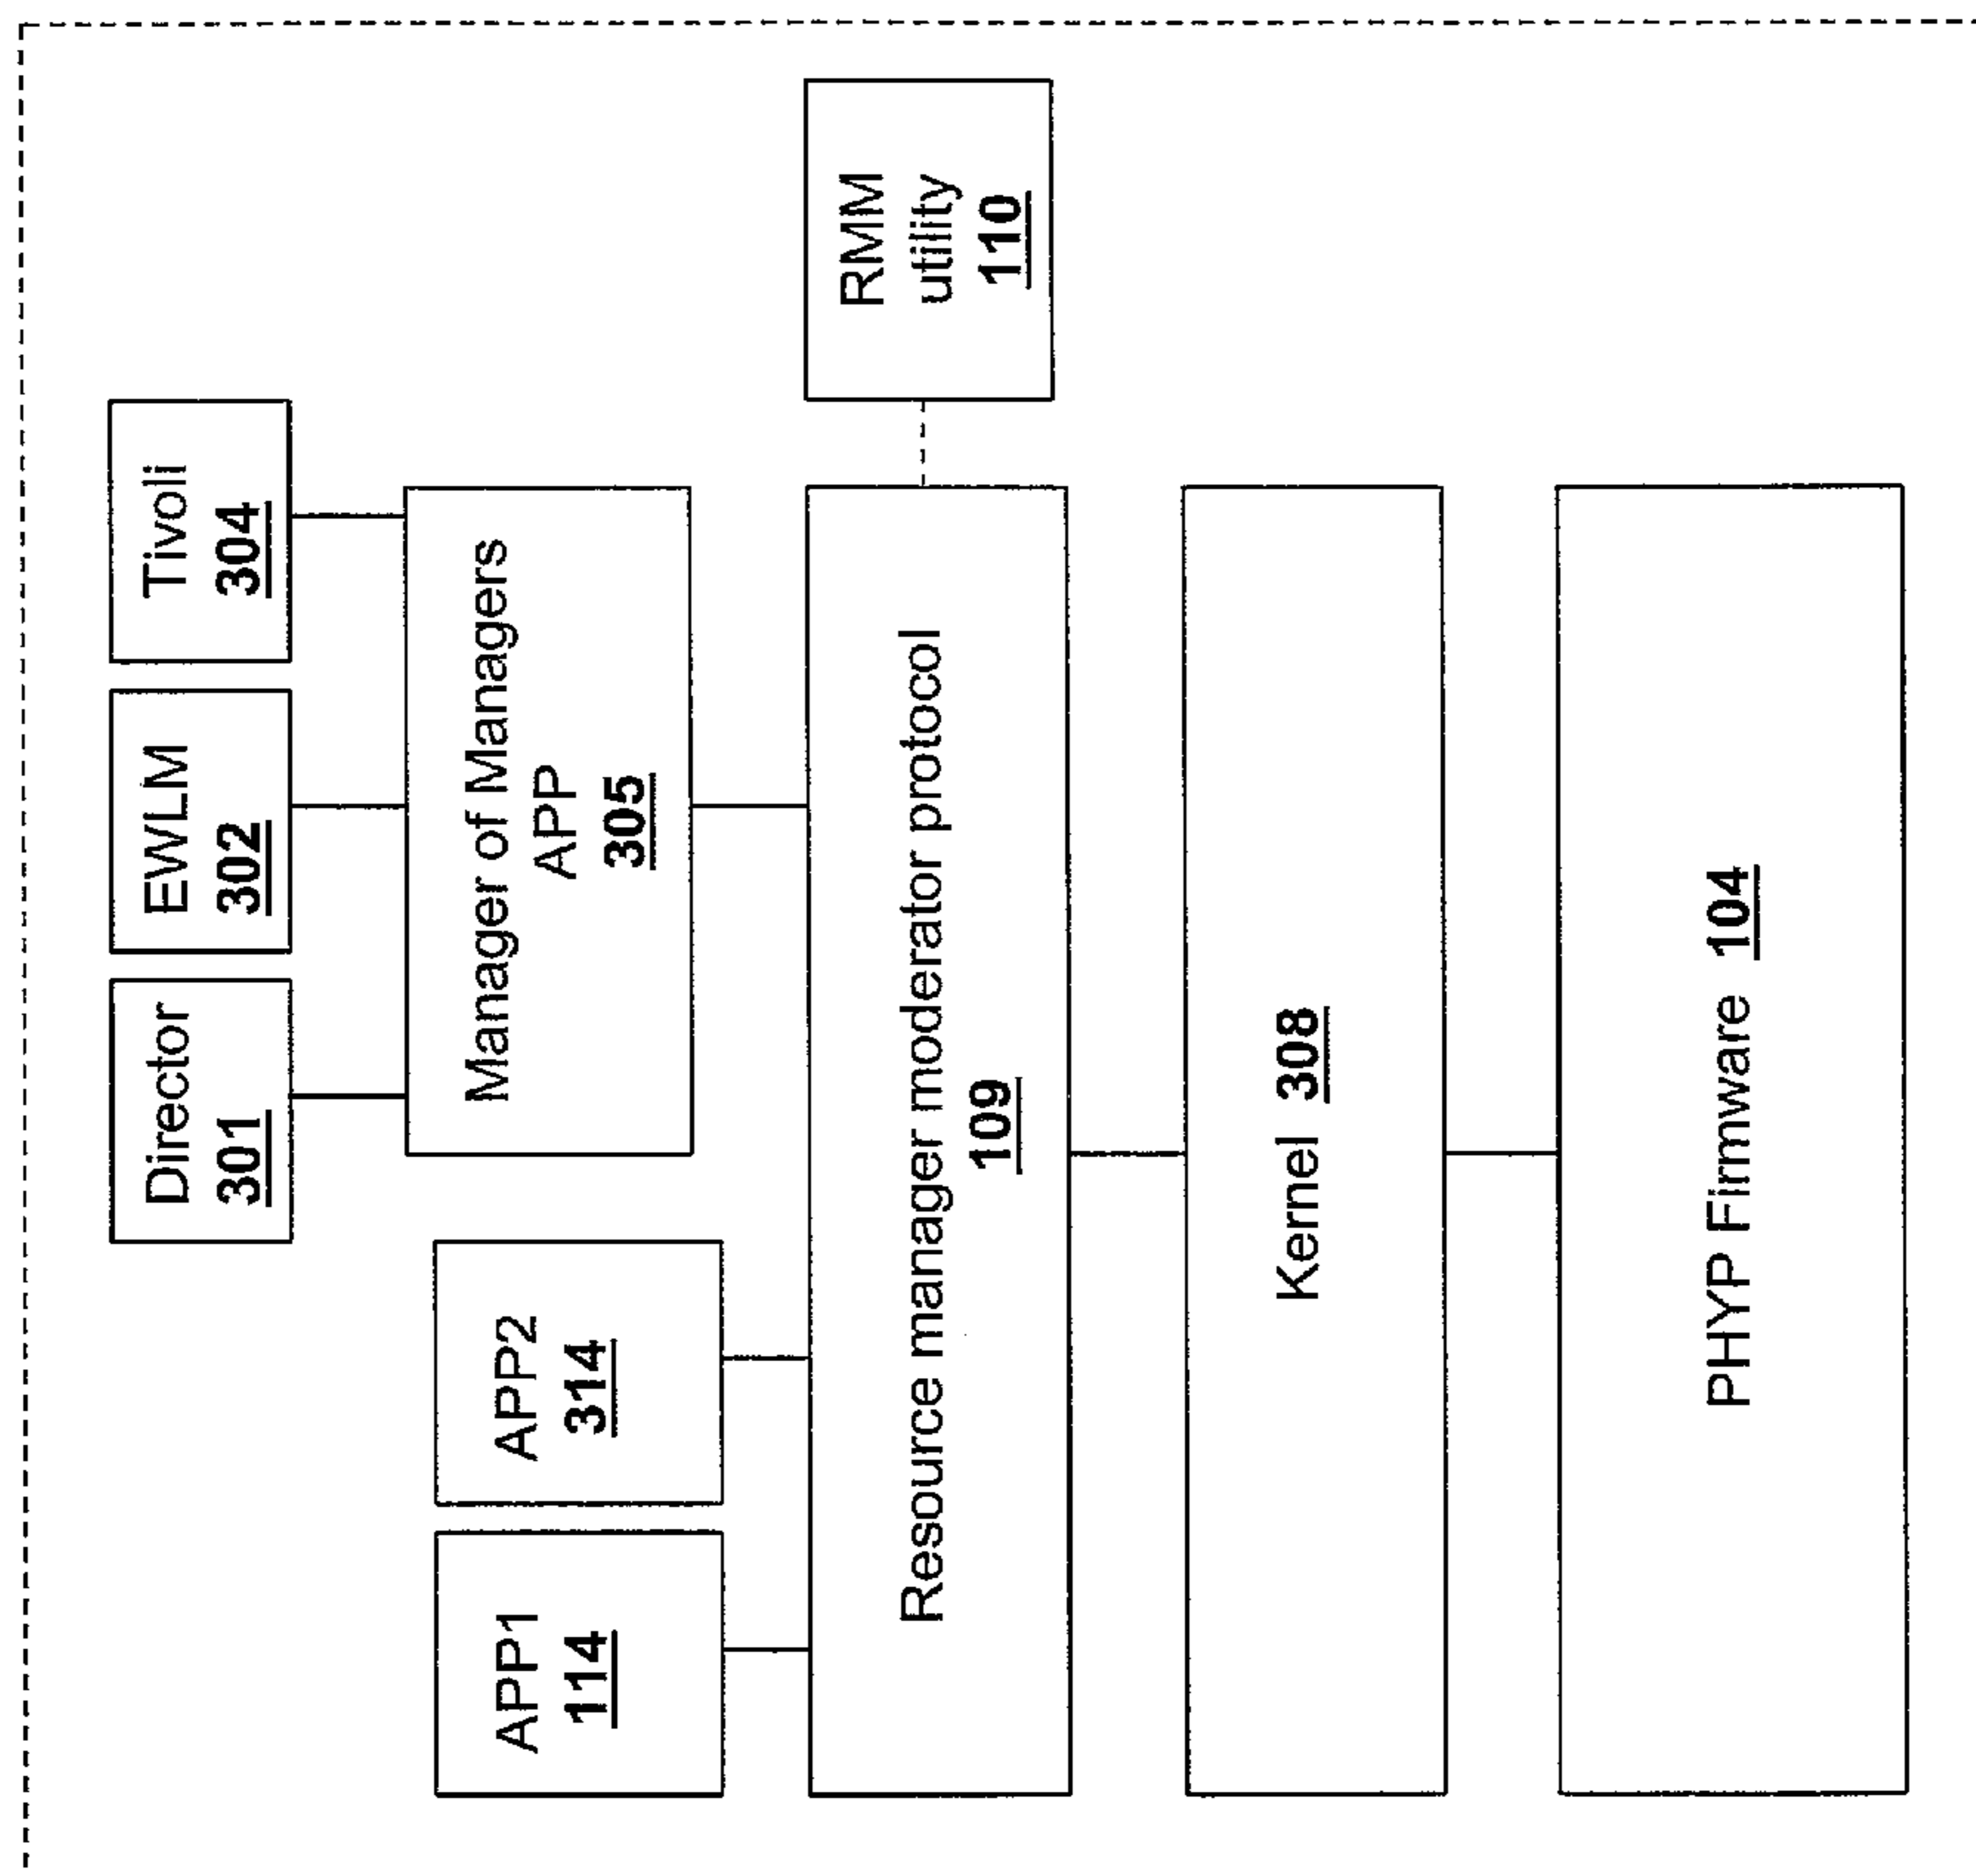 Director
301
EWLM
302
Tivoli
304
APP1
114
APP2
314
Manager of Managers
APP
305
Resource manager moderator protocol
109
RMM
utility
110
Kernel 308
PHYP Firmware 104